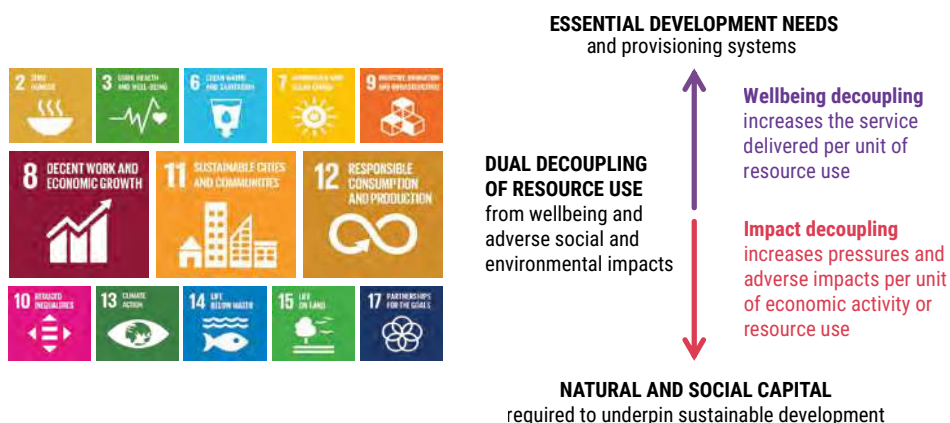 2 ZERO
HUNGER
3 GOOD HEALTH
AND WELL-BEING
6 CLEAN WATER
AND SANITATION
7 AFFORDABLE AND
CLEAN ENERGY
9 INDUSTRY, INNOVATION
AND INFRASTRUCTURE
8 DECENT WORK AND
ECONOMIC GROWTH
11 SUSTAINABLE CITIES
AND COMMUNITIES
12 RESPONSIBLE
CONSUMPTION
AND PRODUCTION
10 REDUCED
INEQUALITIES
13 CLIMATE
ACTION
14 LIFE
BELOW WATER
15 LIFE
ON LAND
17 PARTNERSHIPS
FOR THE GOALS
ESSENTIAL DEVELOPMENT NEEDS
and provisioning systems
DUAL DECOUPLING
OF RESOURCE USE
from wellbeing and
adverse social and
environmental impacts
Wellbeing decoupling
increases the service
delivered per unit of
resource use
Impact decoupling
increases pressures and
adverse impacts per unit
of economic activity or
resource use
NATURAL AND SOCIAL CAPITAL
required to underpin sustainable development